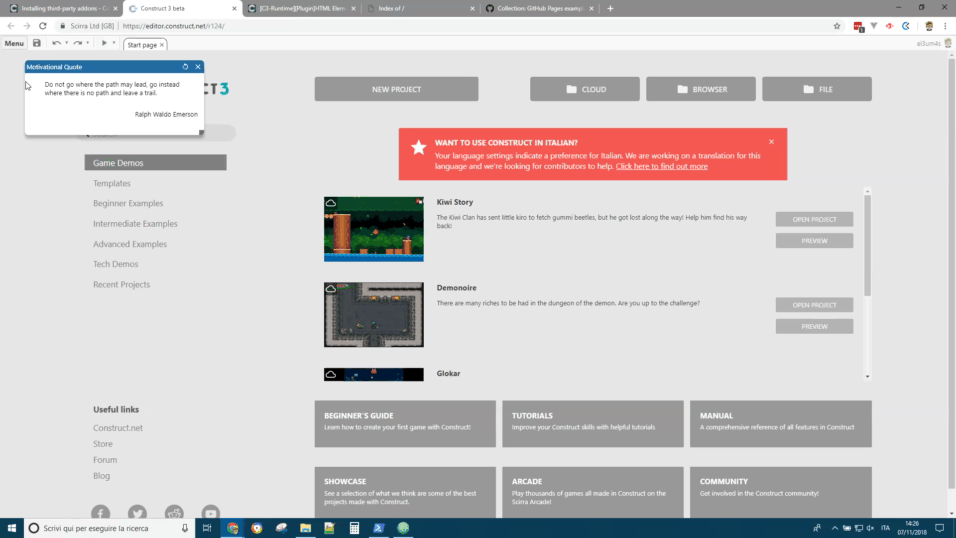 Installing third-party addons - C
Construct 3 beta
[C3-Runtime][Plugin]HTML Elem
Index of /
Collection: GitHub Pages-examp
Scirra Ltd [GB]
https://editor.construct.net/r124/
Menu
Start page
aGum4s
Motivational Quote
Do not go where the path may lead, go instead
where there is no path and leave a trail.
Ralph Waldo Emerson
CT3
NEW PROJECT
CLOUD
BROWSER
FILE
WANT TO USE CONSTRUCT IN ITALIAN?
Your language settings indicate a preference for Italian. We are working on a translation for this
language and we're looking for contributors to help. Click here to find out more
Game Demos
Templates
Beginner Examples
Intermediate Examples
Advanced Examples
Tech Demos
Recent Projects
Kiwi Story
The Kiwi Clan has sent little kiro to fetch gummi beetles, but he got lost along the way! Help him find his way
back!
OPEN PROJECT
PREVIEW
Demonoire
There are many riches to be had in the dungeon of the demon. Are you up to the challenge?
OPEN PROJECT
PREVIEW
Glokar
Useful links
Construct.net
Store
Forum
Blog
BEGINNER'S GUIDE
Learn how to create your first game with Construct!
TUTORIALS
Improve your Construct skills with helpful tutorials
MANUAL
A comprehensive reference of all features in Construct
SHOWCASE
See a selection of what we think are some of the best
projects made with Construct.
ARCADE
Play thousands of games all made in Construct on the
Scirra Arcade!
COMMUNITY
Get involved in the Construct community!
Scrivi qui per eseguire la ricerca
ITA
14:26
07/11/2018